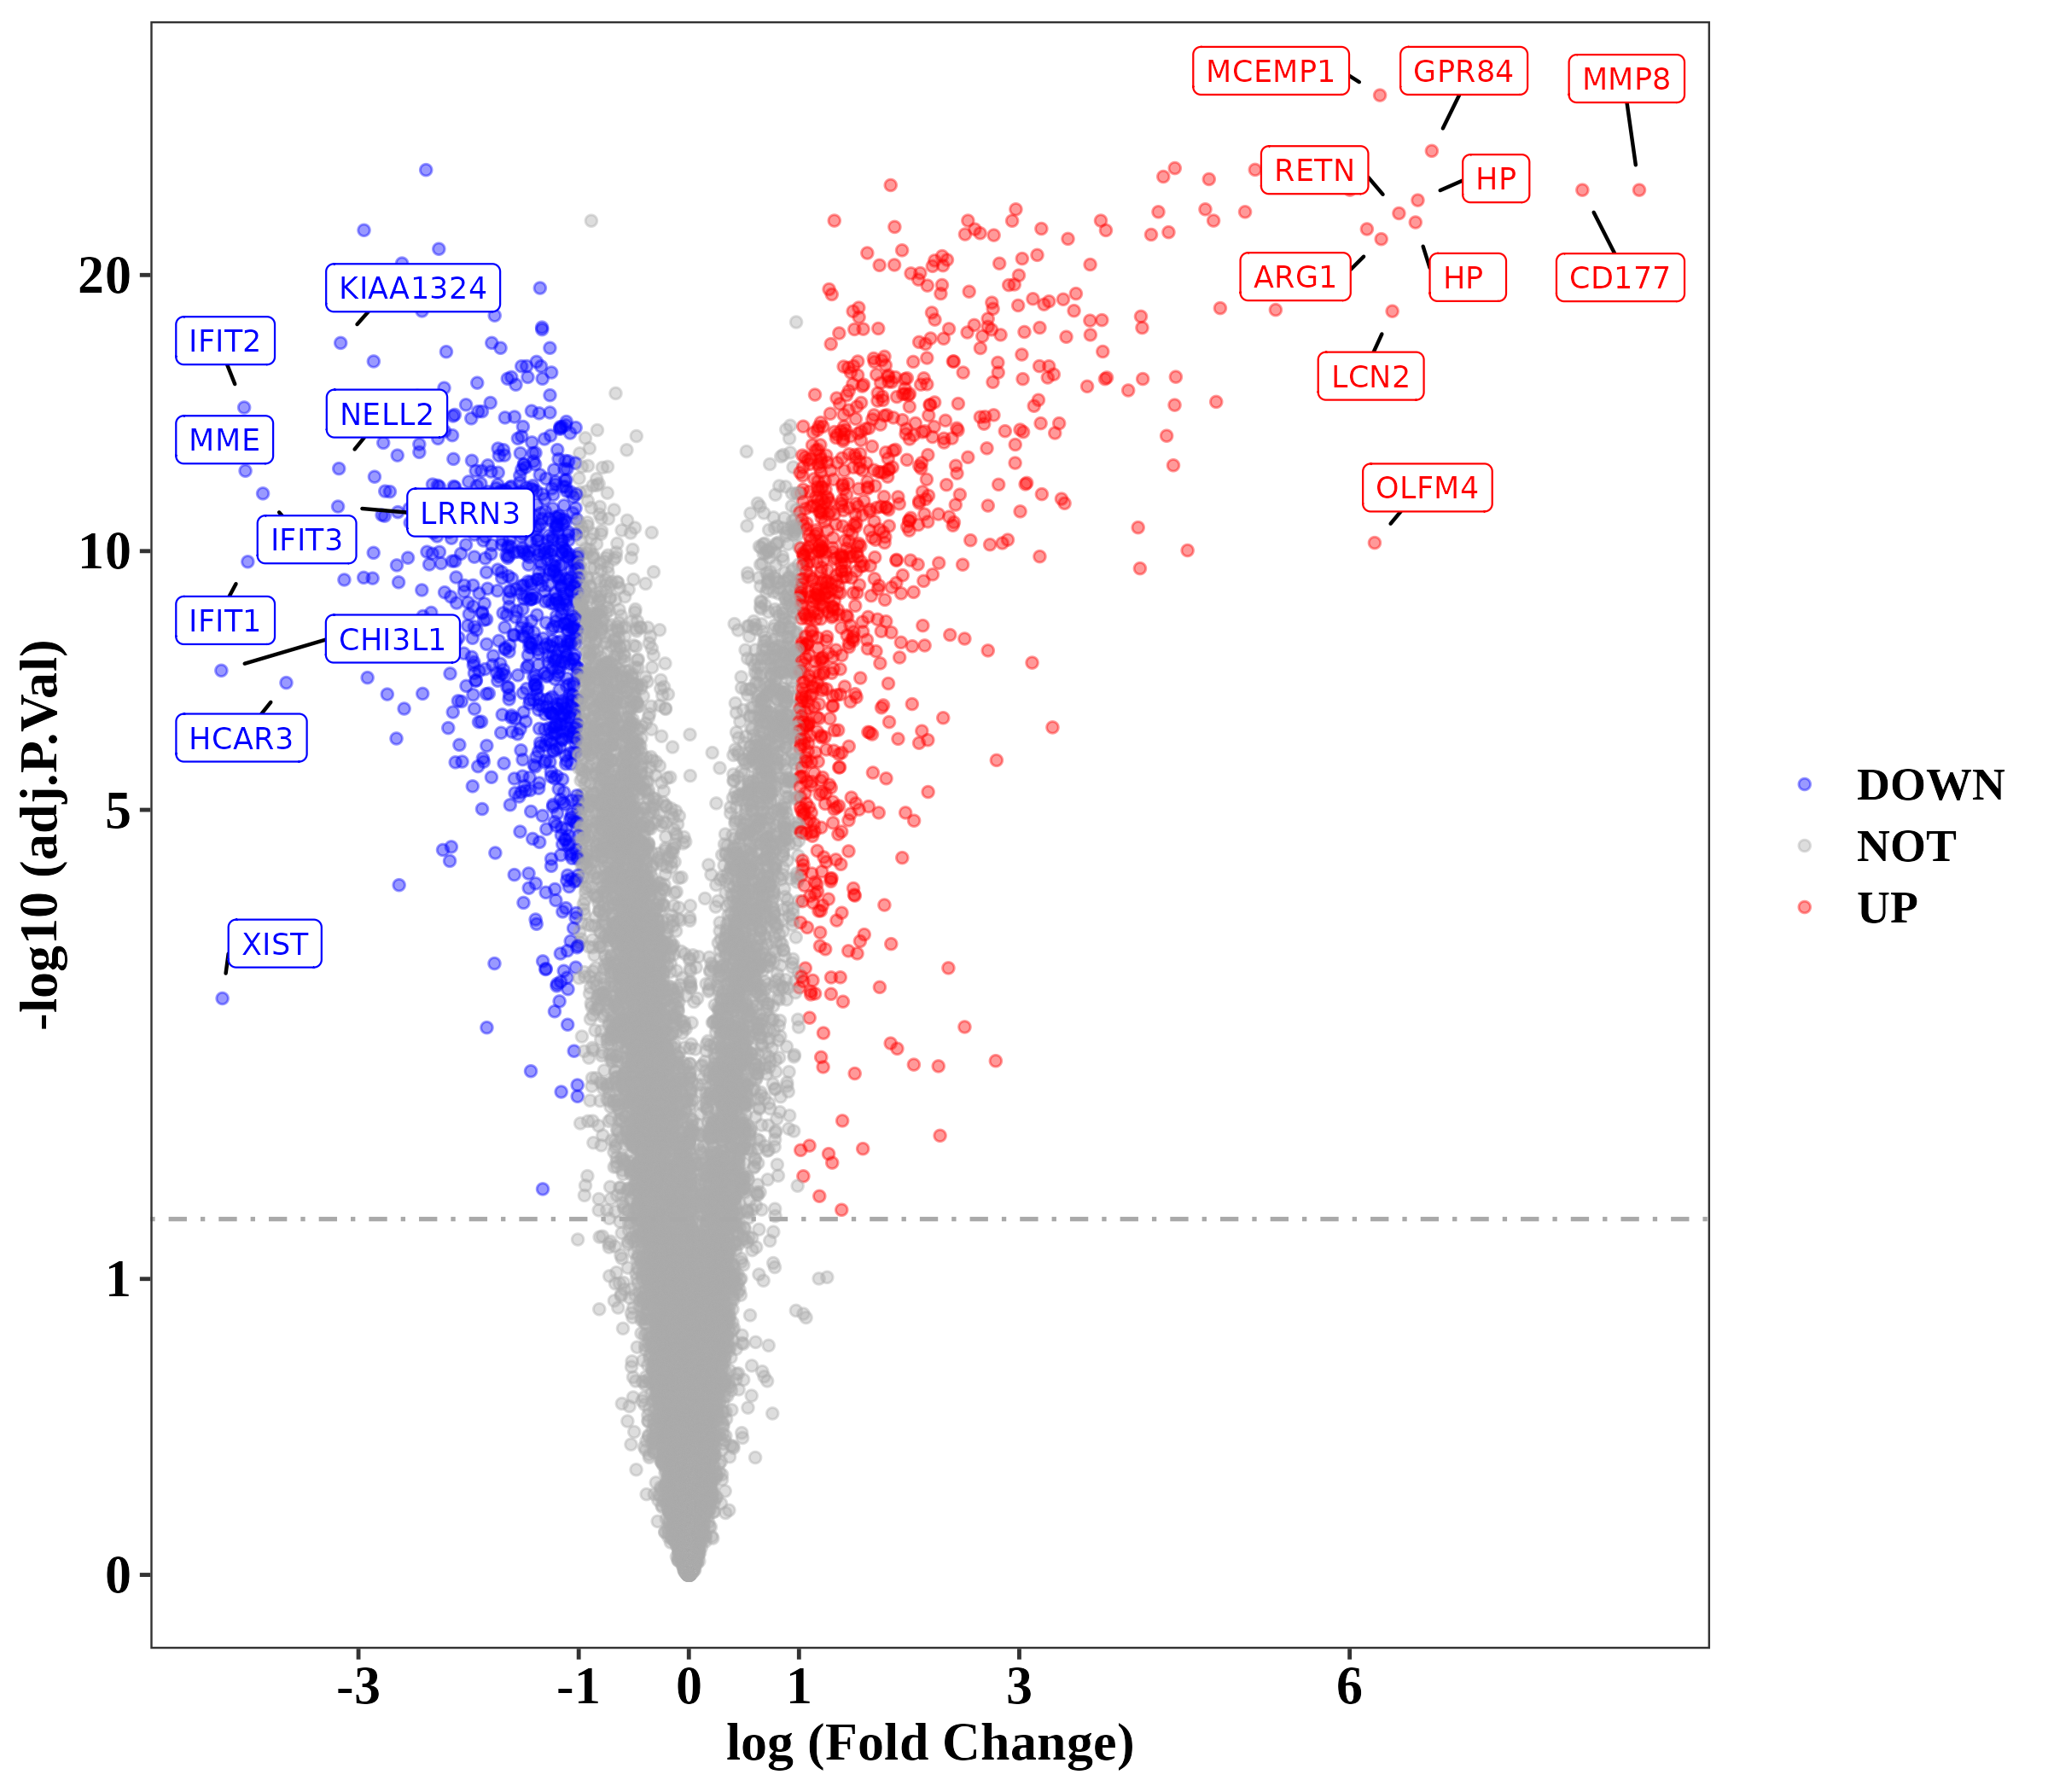 MCEMP1
GPR84
MMP8
RETN
HP
ARG1
HP
CD177
LCN2
OLFM4
KIAA1324
IFIT2
NELL2
MME
LRRN3
IFIT3
IFIT1
CHI3L1
HCAR3
XIST
20
10
5
1
0
-log10 (adj.P.Val)
-3
-1
0
1
3
6
log (Fold Change)
DOWN
NOT
UP